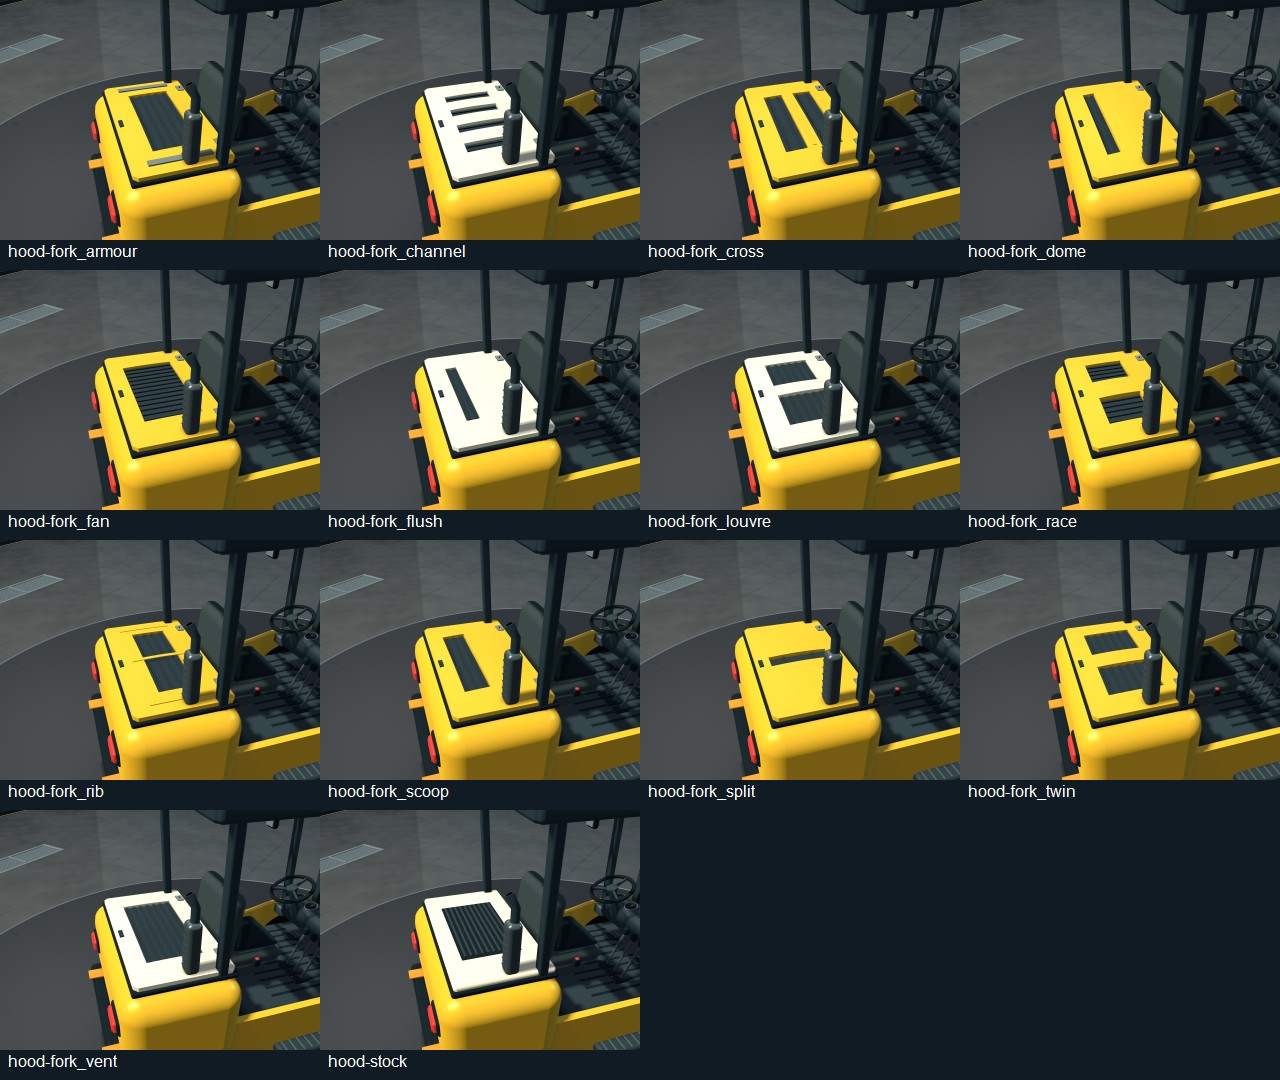 hood-fork_armour
hood-fork_channel
hood-fork_cross
hood-fork_dome
hood-fork_fan
hood-fork_flush
hood-fork_louvre
hood-fork_race
hood-fork_rib
hood-fork_scoop
hood-fork_split
hood-fork_twin
hood-fork_vent
hood-stock